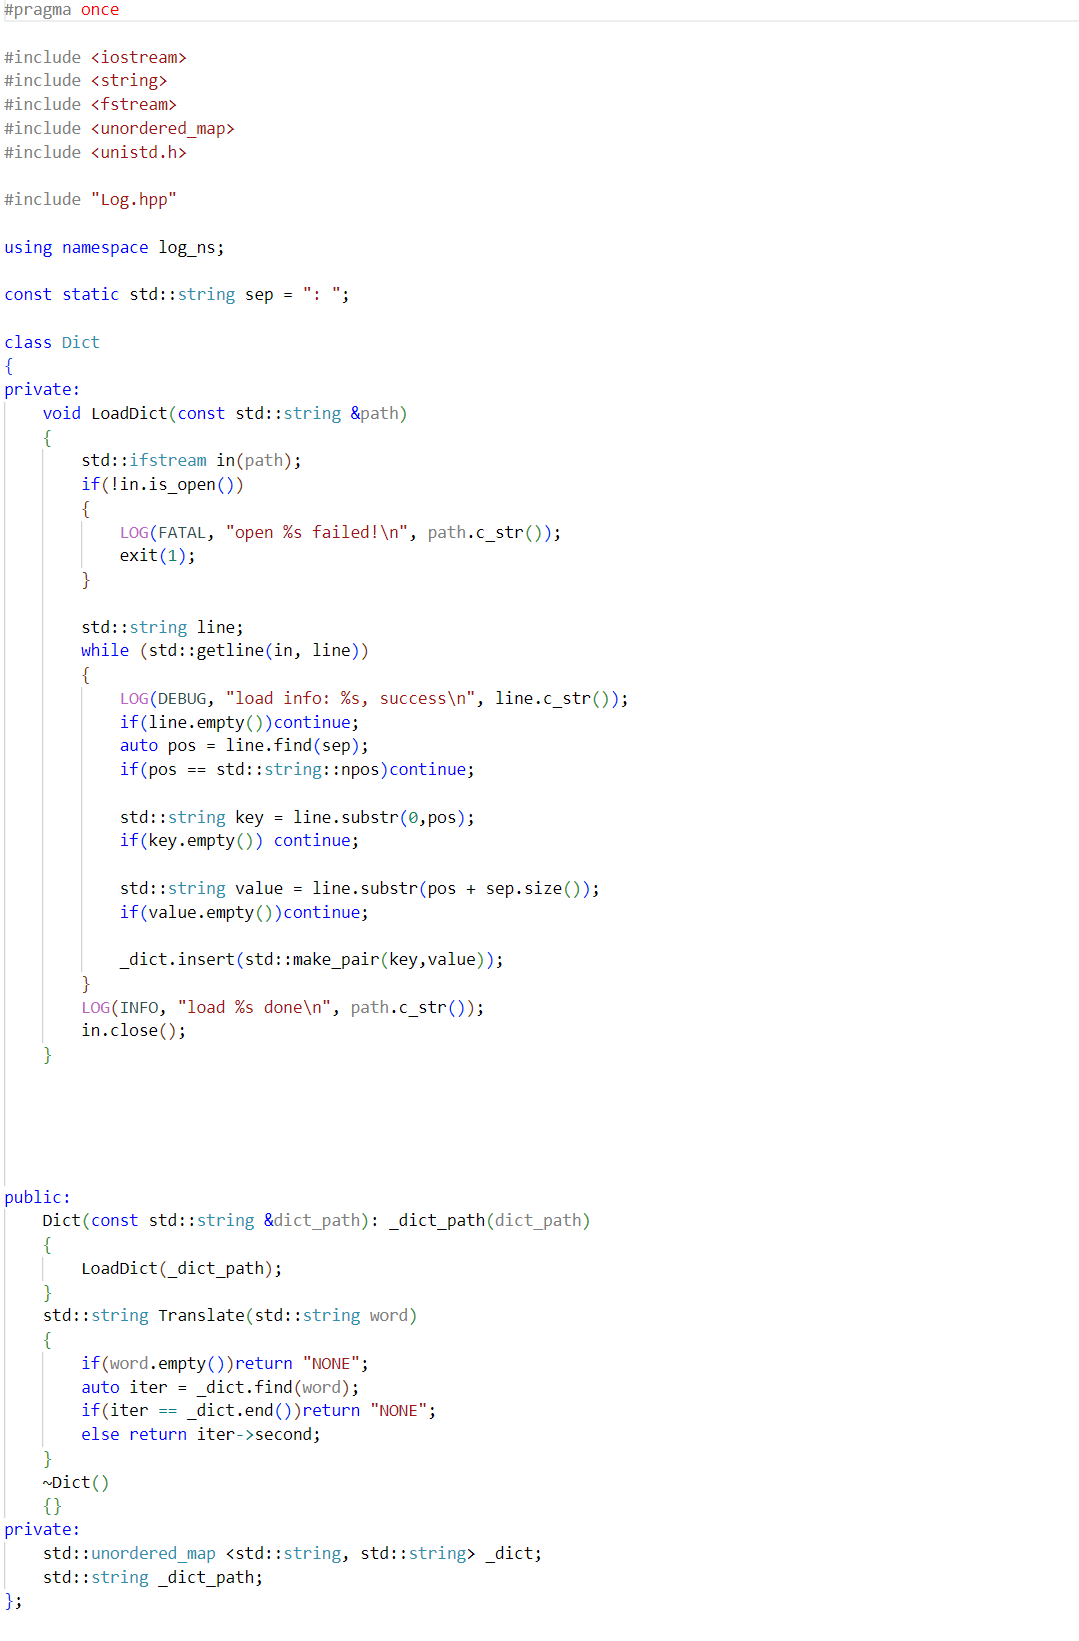 #pragma once
#include <iostream>
#include <string>
#include <fstream>
#include <unordered_map>
#include <unistd.h>
#include "Log.hpp"
using namespace log_ns;
const static std::string sep = ": ";
class Dict
{
private:
    void LoadDict(const std::string &path)
    {
        std::ifstream in(path);
        if(!in.is_open())
        {
            LOG(FATAL, "open %s failed!\n", path.c_str());
            exit(1);
        }
        std::string line;
        while (std::getline(in, line))
        {
            LOG(DEBUG, "load info: %s, success\n", line.c_str());
            if(line.empty())continue;
            auto pos = line.find(sep);
            if(pos == std::string::npos)continue;
            std::string key = line.substr(0,pos);
            if(key.empty()) continue;
            std::string value = line.substr(pos + sep.size());
            if(value.empty())continue;
            _dict.insert(std::make_pair(key,value));
        }
        LOG(INFO, "load %s done\n", path.c_str());
        in.close();
    }
public:
    Dict(const std::string &dict_path): _dict_path(dict_path)
    {
        LoadDict(_dict_path);
    }
    std::string Translate(std::string word)
    {
        if(word.empty())return "NONE";
        auto iter = _dict.find(word);
        if(iter == _dict.end())return "NONE";
        else return iter->second;
    }
    ~Dict()
    {}
private:
    std::unordered_map <std::string, std::string> _dict;
    std::string _dict_path;
};